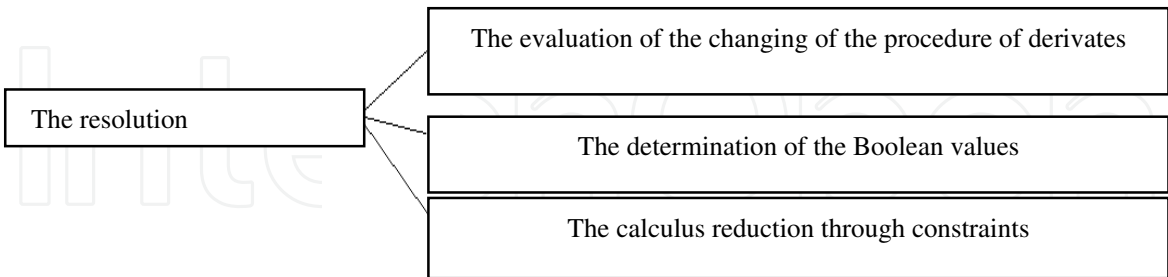 The evaluation of the changing of the procedure of derivates
The resolution
The determination of the Boolean values
The calculus reduction through constraints